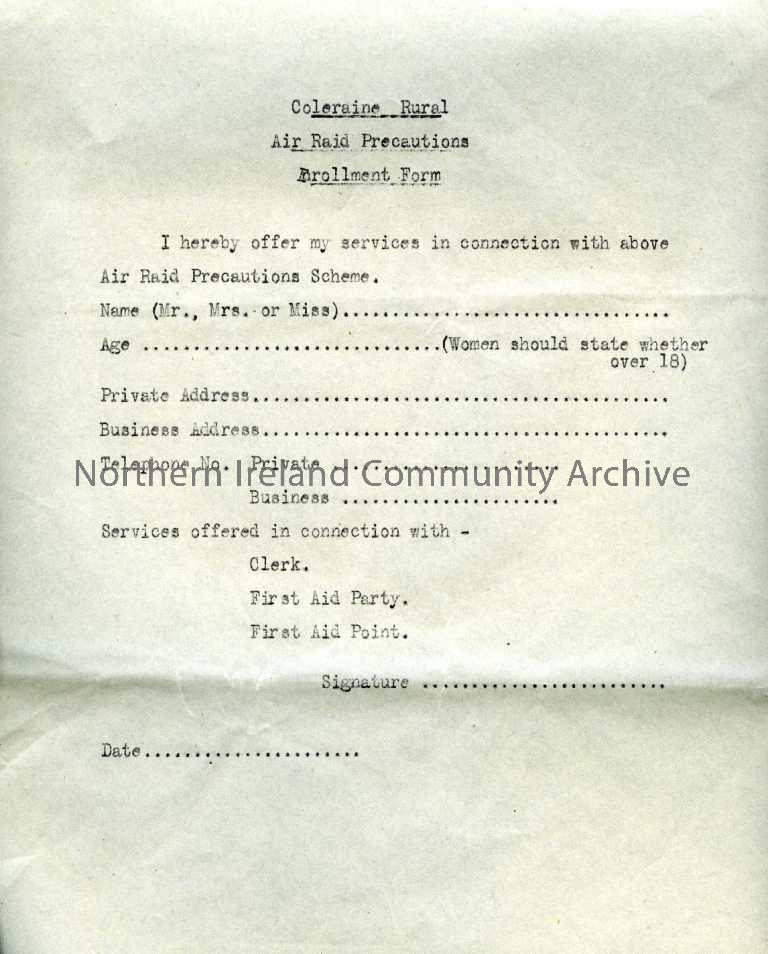 Coleraine Rural
Air Raid Precautions
Enrollment Form
I hereby offer my services in connection with above
Air Raid Precautions Scheme.
Name (Mr., Mrs. or Miss).................................
Age ..............................(Women should state whether
over 18)
Private Address..........................................
Business Address.........................................
Telephone No. Private .......................
Northern Ireland Community Archive
Business ......................
Services offered in connection with -
Clerk.
First Aid Party.
First Aid Point.
Signature .........................
Date......................